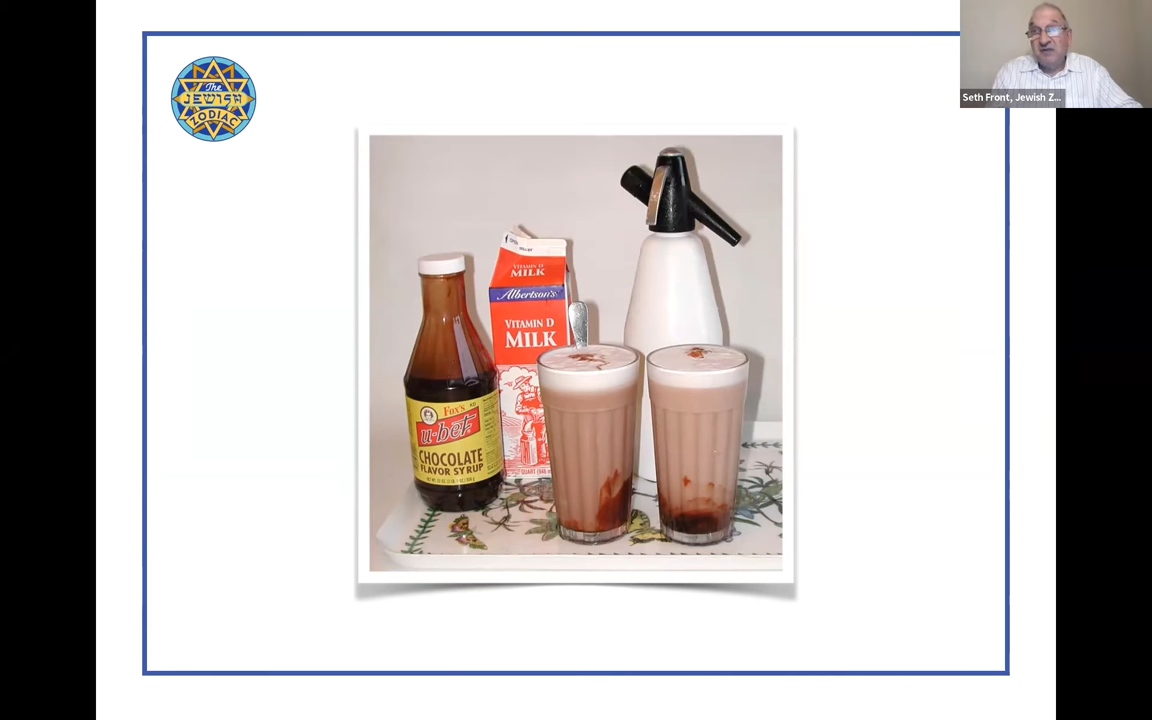 The
JEWISH
ZODIAC
Seth Front, Jewish Z...
VITAMIN D
MILK
Albertson's
VITAMIN D
MILK
Fox's
u-bet
CHOCOLATE
FLAVOR SYRUP